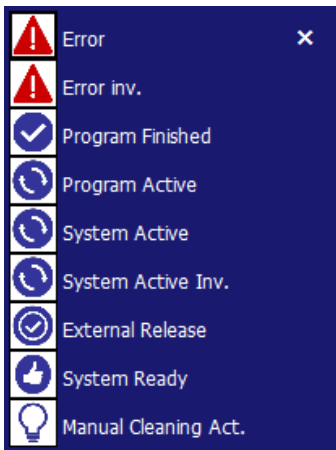 Error
Error inv.
Program Finished
Program Active
System Active
System Active Inv.
External Release
System Ready
Manual Cleaning Act.